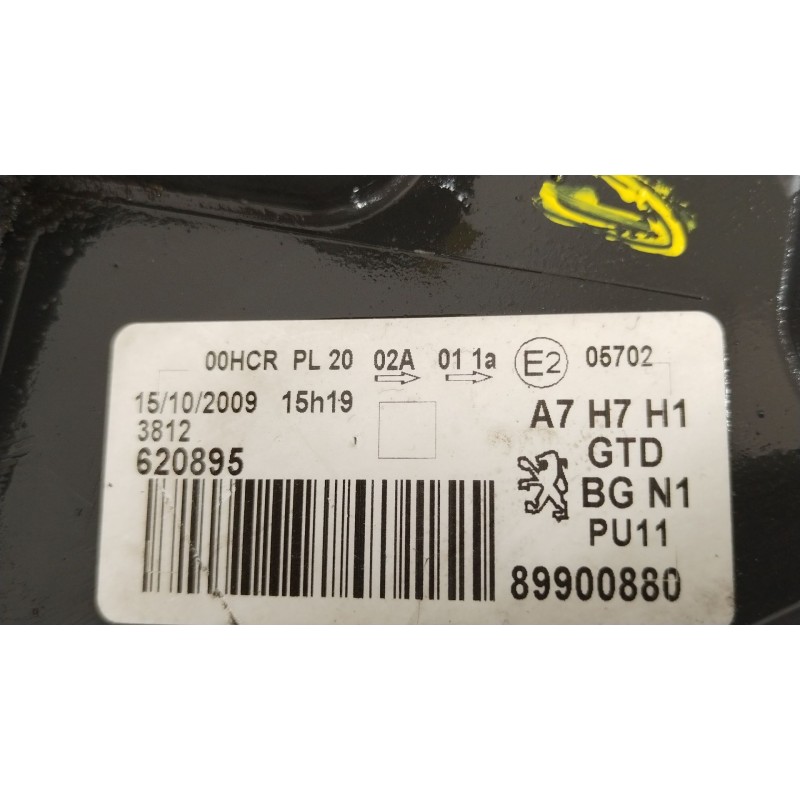 00HCR PL 20 02A 01 1a E2 05702
15/10/2009 15h19
3812
620895
A7 H7 H1
GTD
BG N1
PU11
89900880